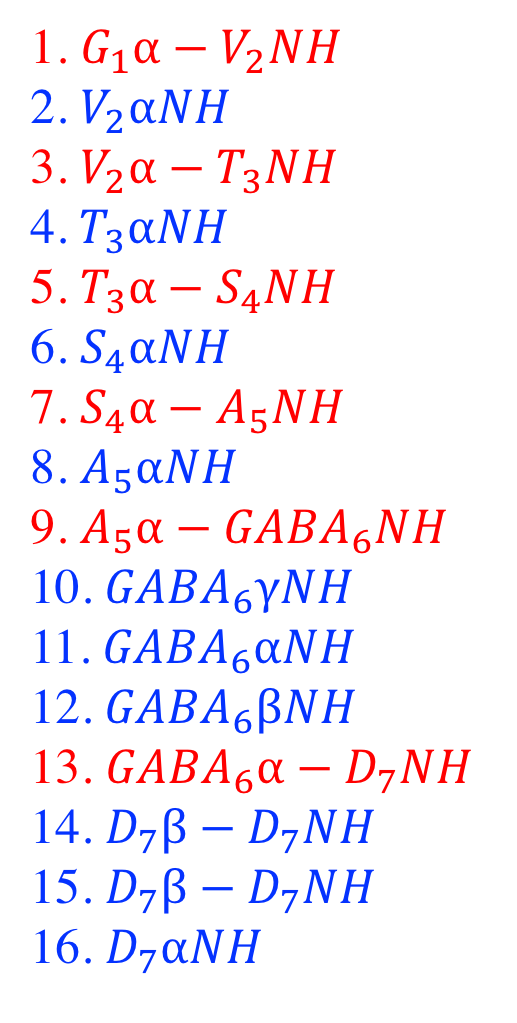 1. G₁α − V₂NH
2. V₂αNH
3. V₂α − T₃NH
4. T₃αNH
5. T₃α − S₄NH
6. S₄αNH
7. S₄α − A₅NH
8. A₅αNH
9. A₅α − GABA₆NH
10. GABA₆γNH
11. GABA₆αNH
12. GABA₆βNH
13. GABA₆α − D₇NH
14. D₇β − D₇NH
15. D₇β − D₇NH
16. D₇αNH